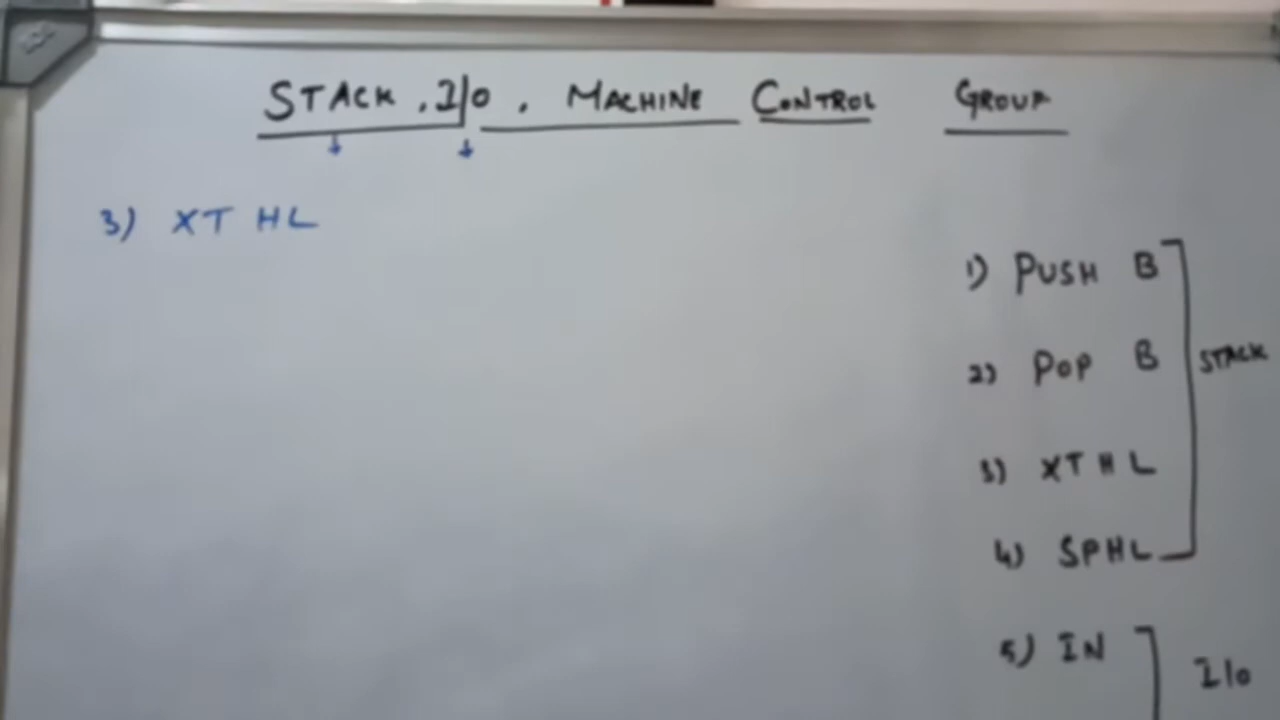 STACK, I/O, MACHINE CONTROL GROUP
3) XTHL
1) PUSH B
2) POP B
STACK
3) XTHL
4) SPHL
5) IN
I/O